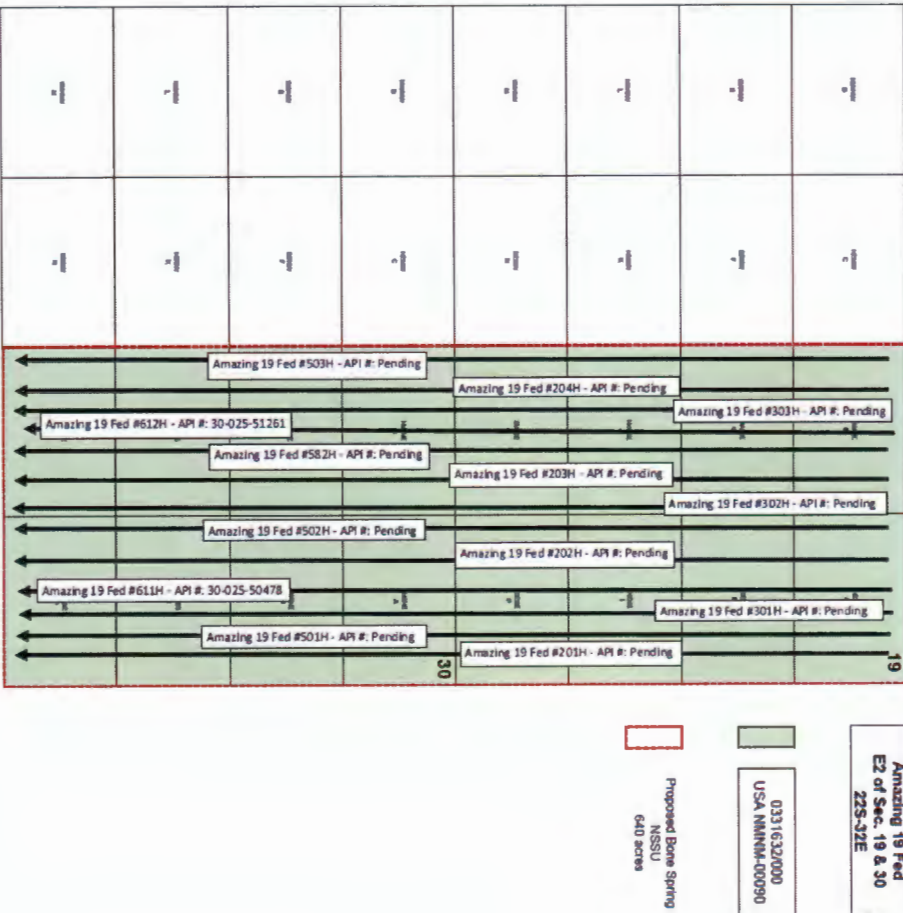 Amazing 19 Fed #503H - API #: Pending
Amazing 19 Fed #204H - API #: Pending
Amazing 19 Fed #303H - API #: Pending
Amazing 19 Fed #612H - API #: 30-025-51261
Amazing 19 Fed #582H - API #: Pending
Amazing 19 Fed #203H - API #: Pending
Amazing 19 Fed #302H - API #: Pending
Amazing 19 Fed #502H - API #: Pending
Amazing 19 Fed #202H - API #: Pending
Amazing 19 Fed #611H - API #: 30-025-50478
Amazing 19 Fed #301H - API #: Pending
Amazing 19 Fed #501H - API #: Pending
Amazing 19 Fed #201H - API #: Pending
30
19
Amazing 19 Fed
E2 of Sec. 19 & 30
22S-32E
0331632/000
USA NMNM-00090
Proposed Bone Spring
NSSU
640 acres